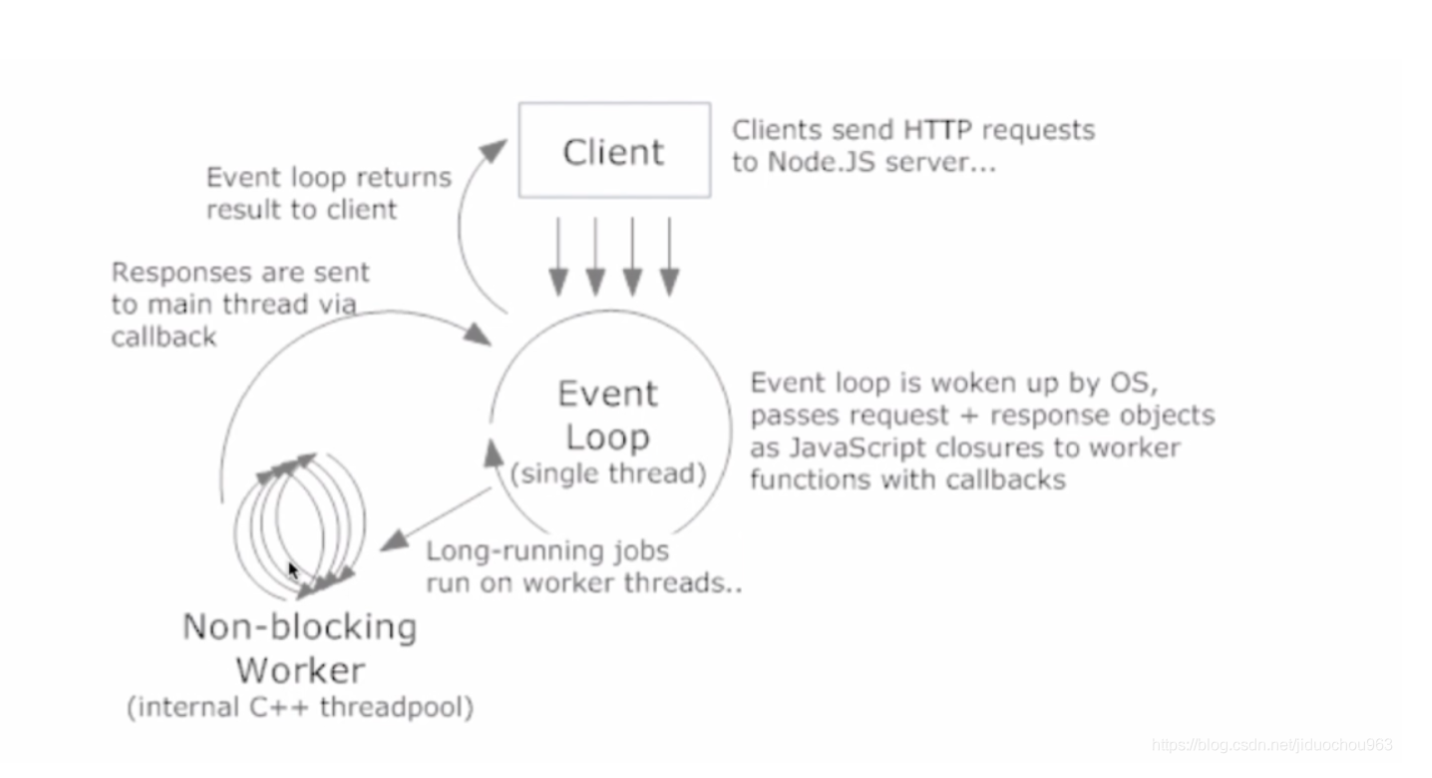 Client
Clients send HTTP requests
to Node.JS server...
Event loop returns
result to client
Responses are sent
to main thread via
callback
Event
Loop
(single thread)
Event loop is woken up by OS,
passes request + response objects
as JavaScript closures to worker
functions with callbacks
Long-running jobs
run on worker threads..
Non-blocking
Worker
(internal C++ threadpool)
https://blog.csdn.net/jiduochou963